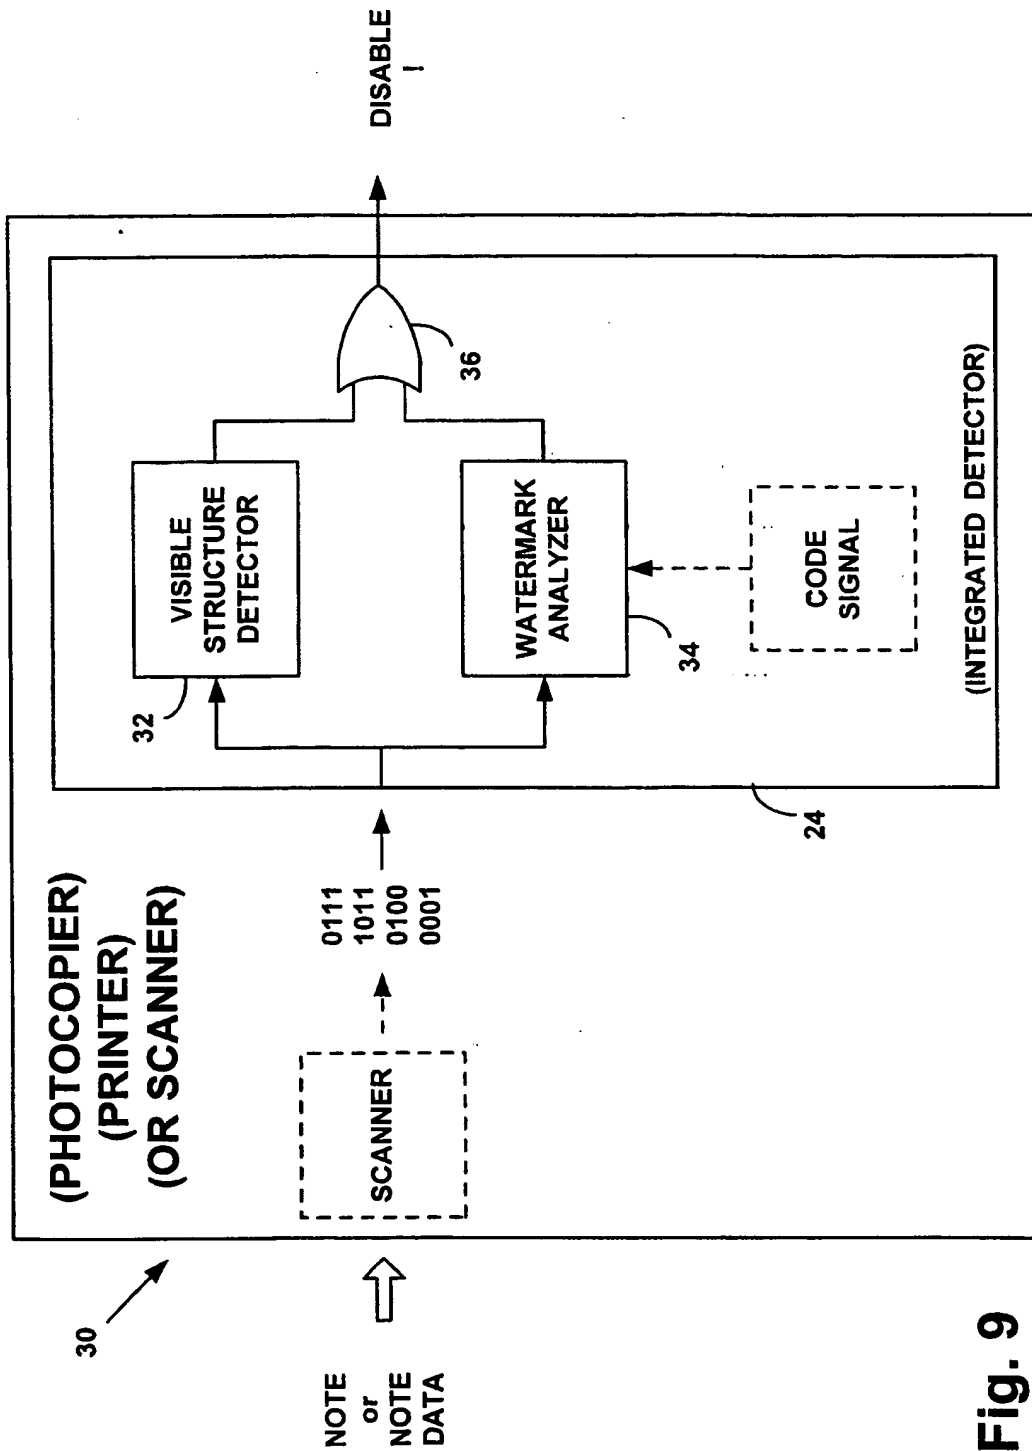 30
(PHOTOCOPIER)
(PRINTER)
(OR SCANNER)
NOTE
or
NOTE
DATA
SCANNER
0111
1011
0100
0001
32
VISIBLE
STRUCTURE
DETECTOR
WATERMARK
ANALYZER
34
36
CODE
SIGNAL
24
(INTEGRATED DETECTOR)
DISABLE
!
Fig. 9